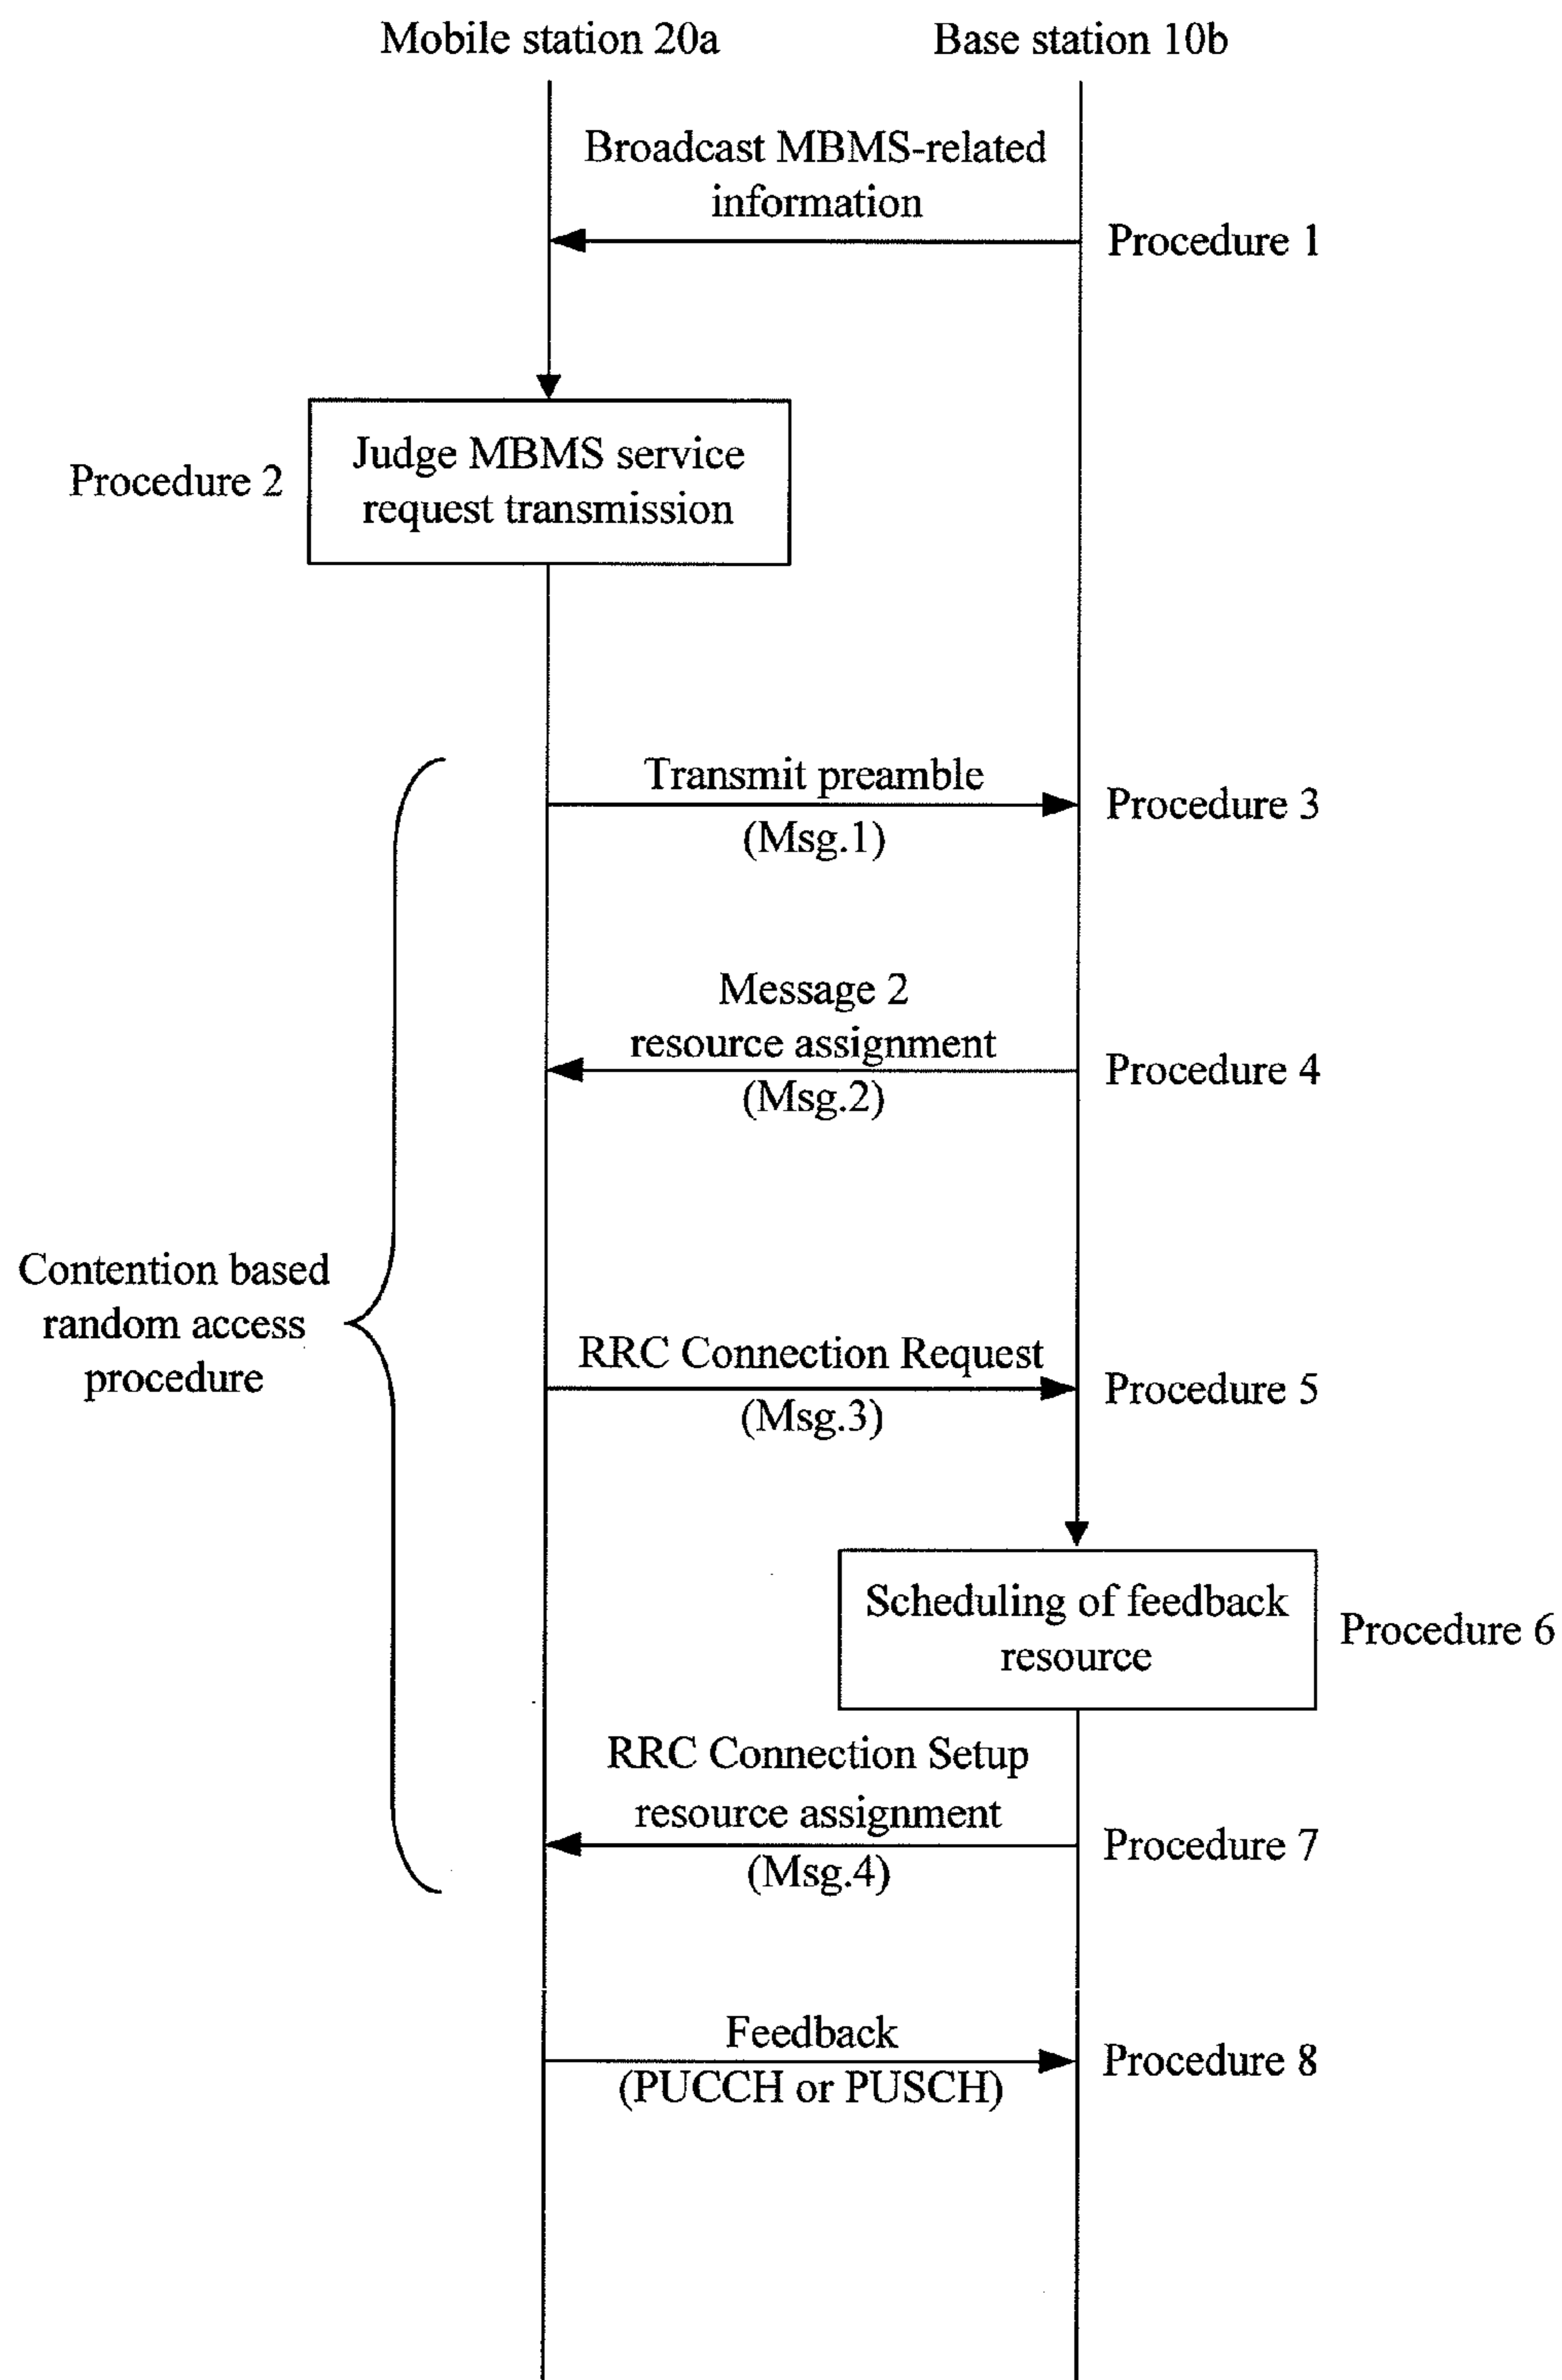 Mobile station 20a
Base station 10b
Broadcast MBMS-related
information
Procedure 1
Procedure 2
Judge MBMS service
request transmission
Transmit preamble
(Msg.1)
Procedure 3
Message 2
resource assignment
(Msg.2)
Procedure 4
Contention based
random access
procedure
RRC Connection Request
(Msg.3)
Procedure 5
Scheduling of feedback
resource
Procedure 6
RRC Connection Setup
resource assignment
(Msg.4)
Procedure 7
Feedback
(PUCCH or PUSCH)
Procedure 8